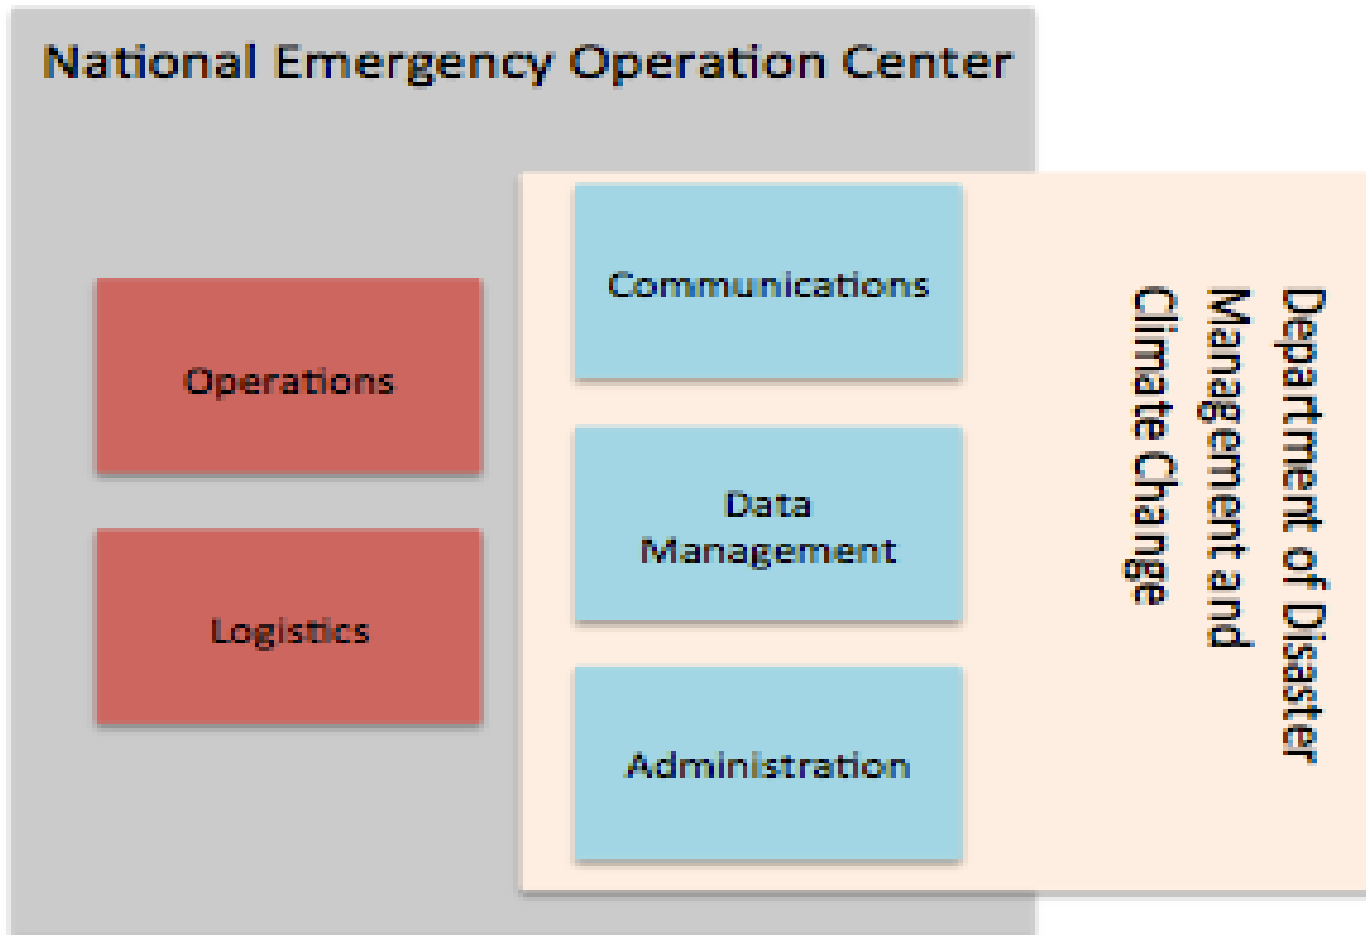 National Emergency Operation Center
Operations
Logistics
Communications
Data
Management
Administration
Department of Disaster
Management and
Climate Change